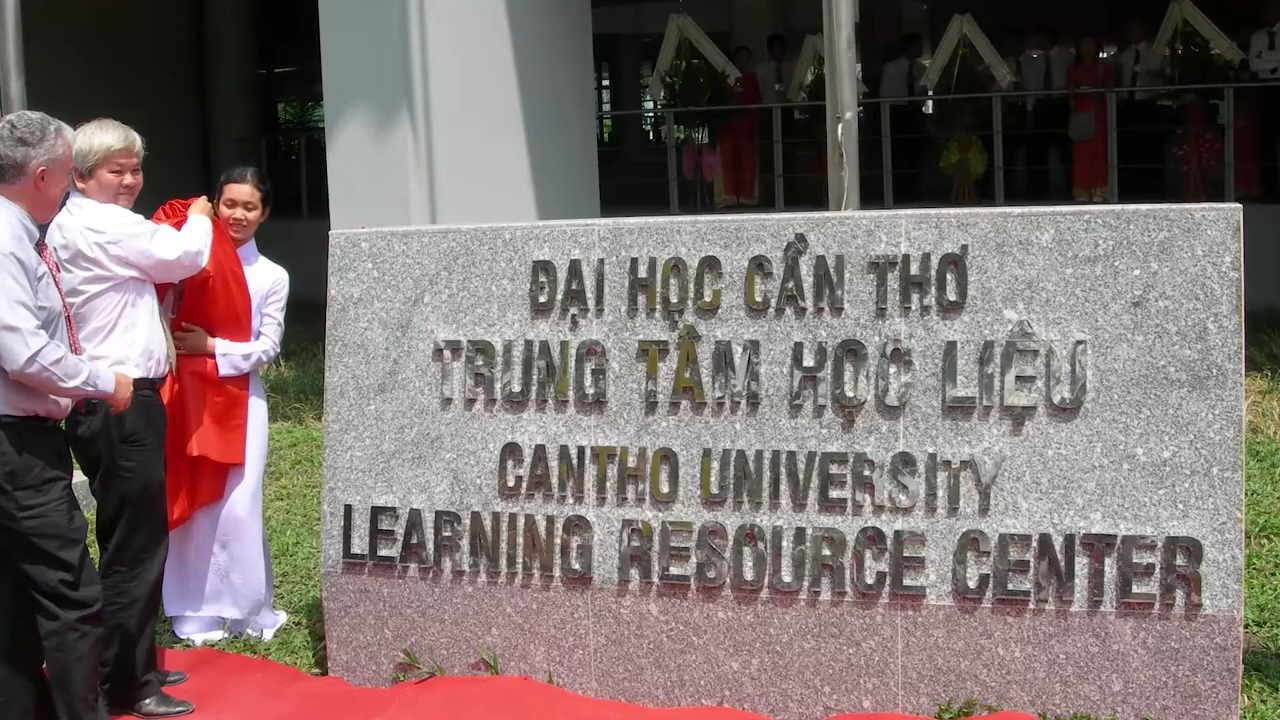 ĐẠI HỌC CẦN THƠ
TRUNG TÂM HỌC LIỆU
CANTHO UNIVERSITY
LEARNING RESOURCE CENTER